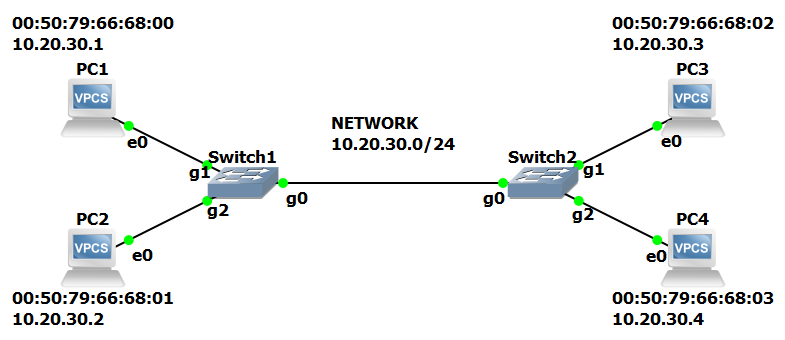 00:50:79:66:68:00
10.20.30.1
PC1
VPCS
e0
00:50:79:66:68:02
10.20.30.3
PC3
VPCS
e0
NETWORK
10.20.30.0/24
Switch1
g1
g0
g2
Switch2
g1
g0
g2
PC2
VPCS
e0
00:50:79:66:68:01
10.20.30.2
PC4
VPCS
e0
00:50:79:66:68:03
10.20.30.4